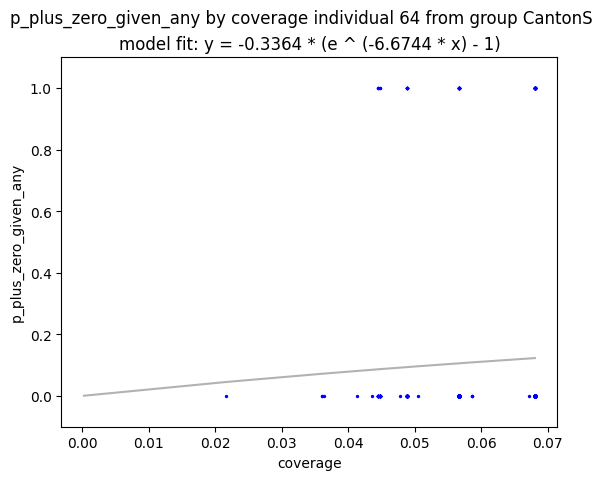 p_plus_zero_given_any by coverage individual 64 from group CantonS
model fit: y = -0.3364 * (e ^ (-6.6744 * x) - 1)
1.0
0.8
0.6
0.4
0.2
0.0
p_plus_zero_given_any
0.00 0.01 0.02 0.03 0.04 0.05 0.06 0.07
coverage